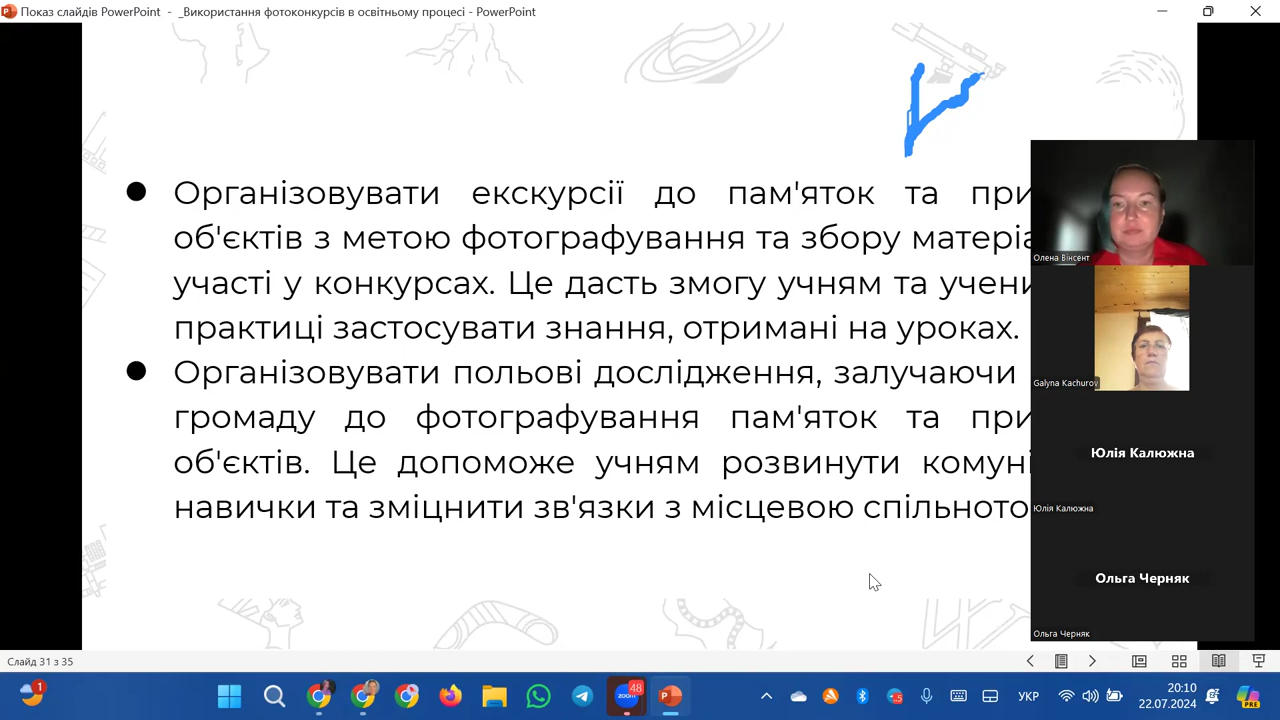 Показ слайдів PowerPoint - _Використання фотоконкурсів в освітньому процесі - PowerPoint
Організовувати екскурсії до пам'яток та при
об'єктів з метою фотографування та збору матеріа
участі у конкурсах. Це дасть змогу учням та учени
практиці застосувати знання, отримані на уроках.
Організовувати польові дослідження, залучаючи
громаду до фотографування пам'яток та при
об'єктів. Це допоможе учням розвинути комуні
навички та зміцнити зв'язки з місцевою спільното
Олена Вінсент
Galyna Kachurov
Юлія Калюжна
Юлія Калюжна
Ольга Черняк
Ольга Черняк
Слайд 31 з 35
1
zoom
48
УКР
20:10
22.07.2024
PRE